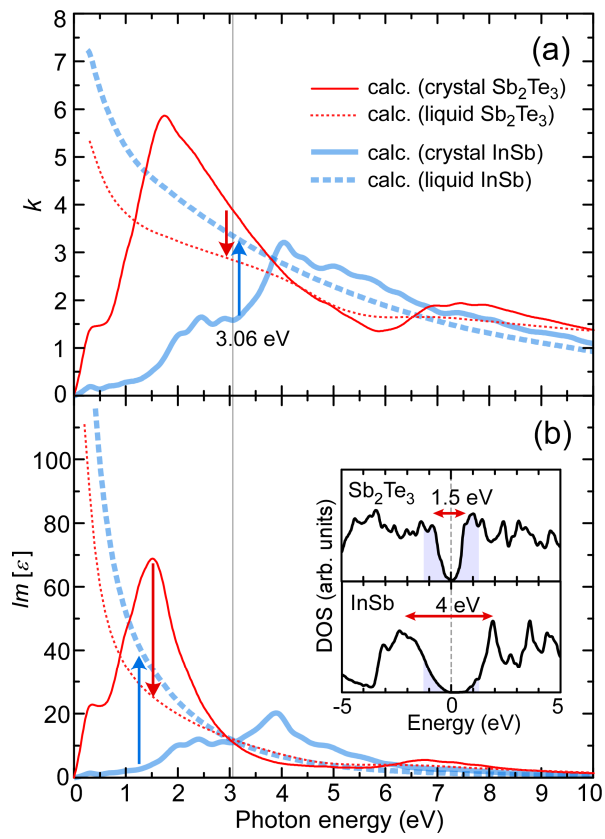 8
7
6
5
4
3
2
1
0
k
(a)
calc. (crystal Sb2Te3)
calc. (liquid Sb2Te3)
calc. (crystal InSb)
calc. (liquid InSb)
3.06 eV
100
80
60
40
20
0
Im [ε]
(b)
Sb2Te3
1.5 eV
InSb
4 eV
DOS (arb. units)
-5 0 5
Energy (eV)
0 1 2 3 4 5 6 7 8 9 10
Photon energy (eV)